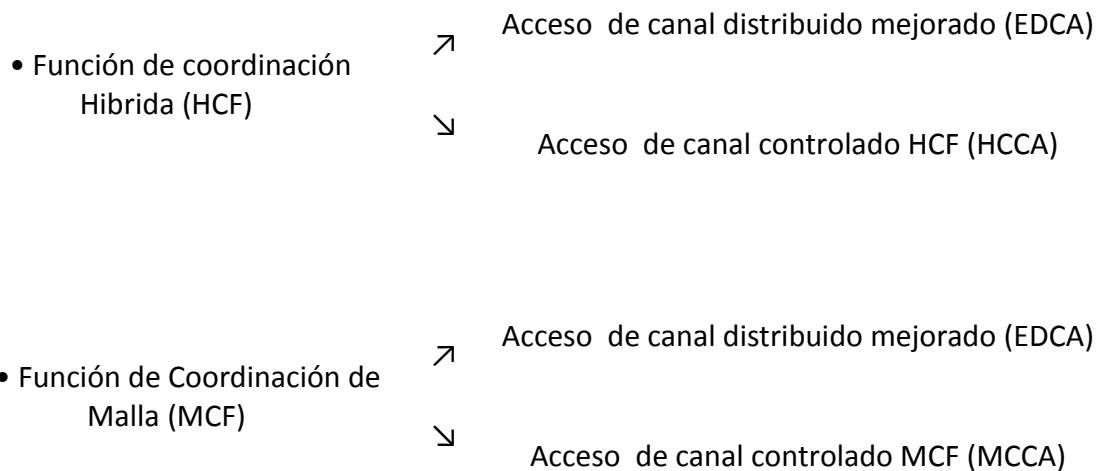 Acceso de canal distribuido mejorado (EDCA)
• Función de coordinación
Hibrida (HCF)
↗
↘
Acceso de canal controlado HCF (HCCA)
Acceso de canal distribuido mejorado (EDCA)
• Función de Coordinación de
Malla (MCF)
↗
↘
Acceso de canal controlado MCF (MCCA)